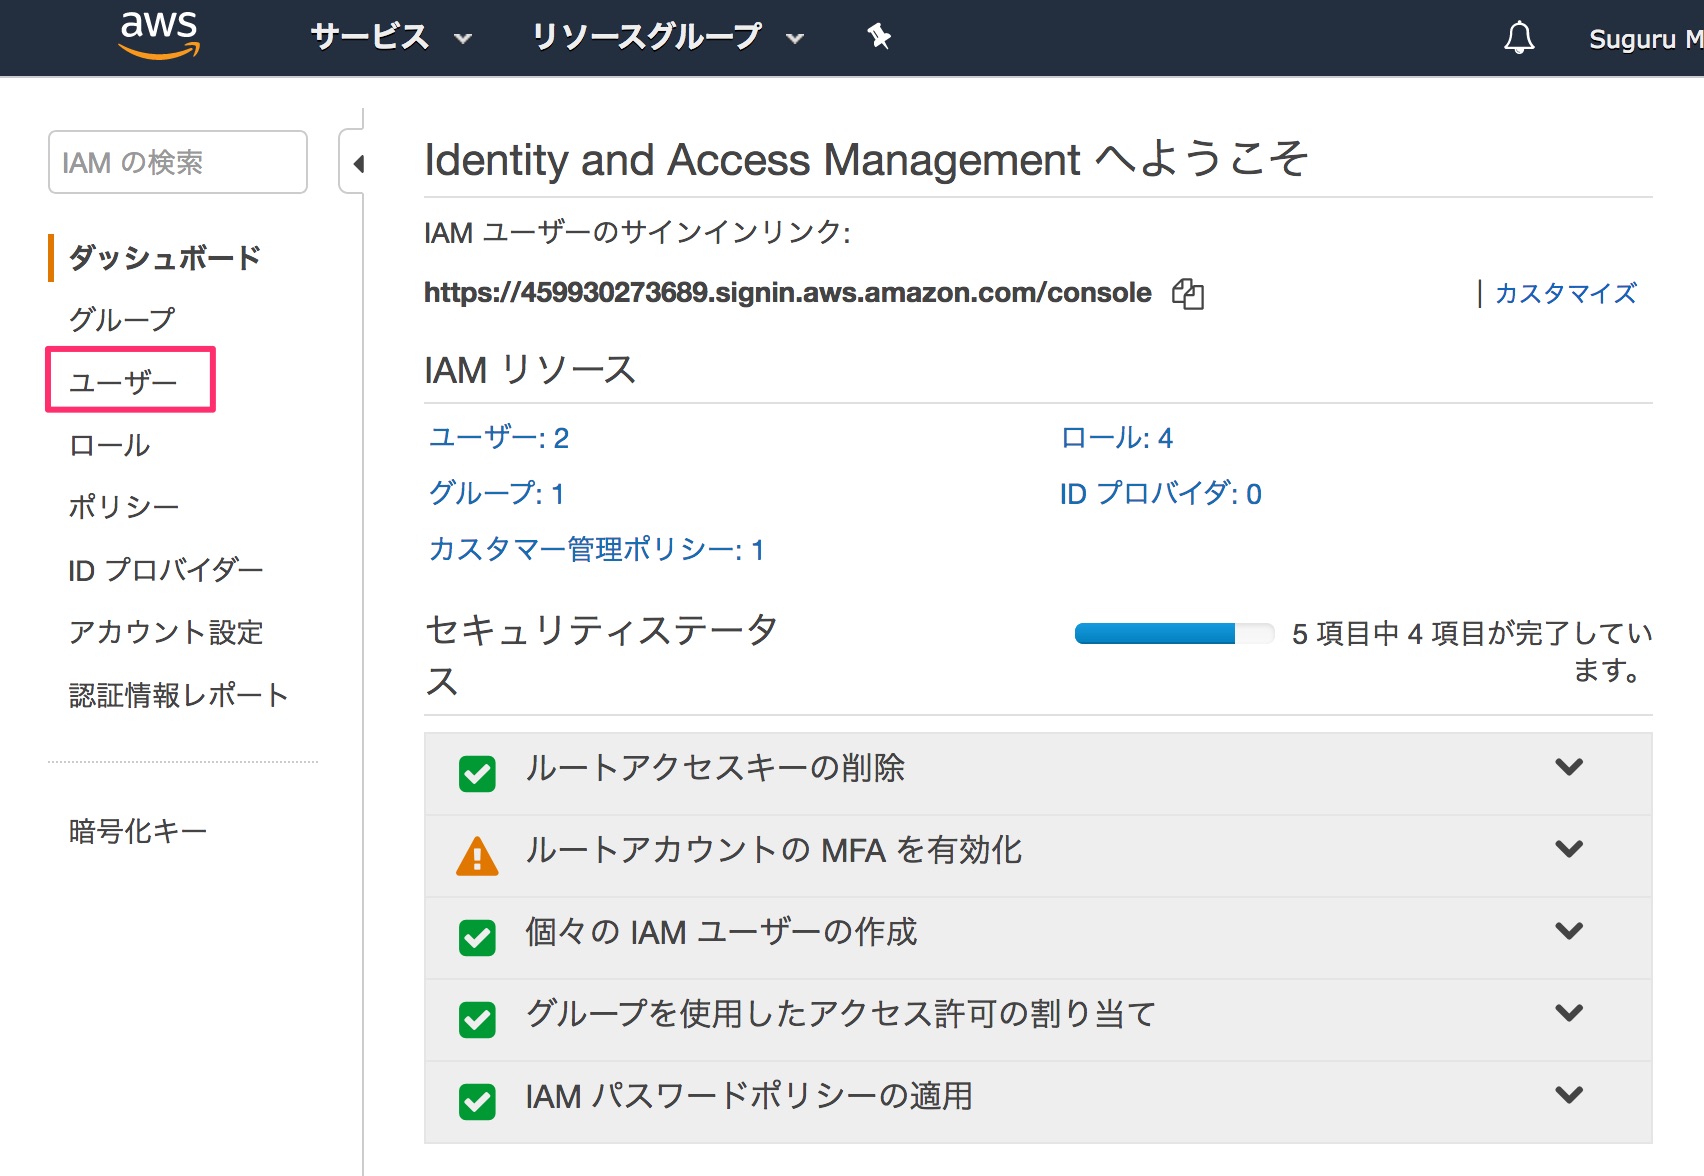 aws サービス リソースグループ Suguru M
IAM の検索
ダッシュボード
グループ
ユーザー
ロール
ポリシー
ID プロバイダー
アカウント設定
認証情報レポート
暗号化キー
Identity and Access Management へようこそ
IAM ユーザーのサインインリンク:
https://459930273689.signin.aws.amazon.com/console | カスタマイズ
IAM リソース
ユーザー: 2 ロール: 4
グループ: 1 ID プロバイダ: 0
カスタマー管理ポリシー: 1
セキュリティステータ
ス
5 項目中 4 項目が完了してい
ます。
ルートアクセスキーの削除
ルートアカウントの MFA を有効化
個々の IAM ユーザーの作成
グループを使用したアクセス許可の割り当て
IAM パスワードポリシーの適用